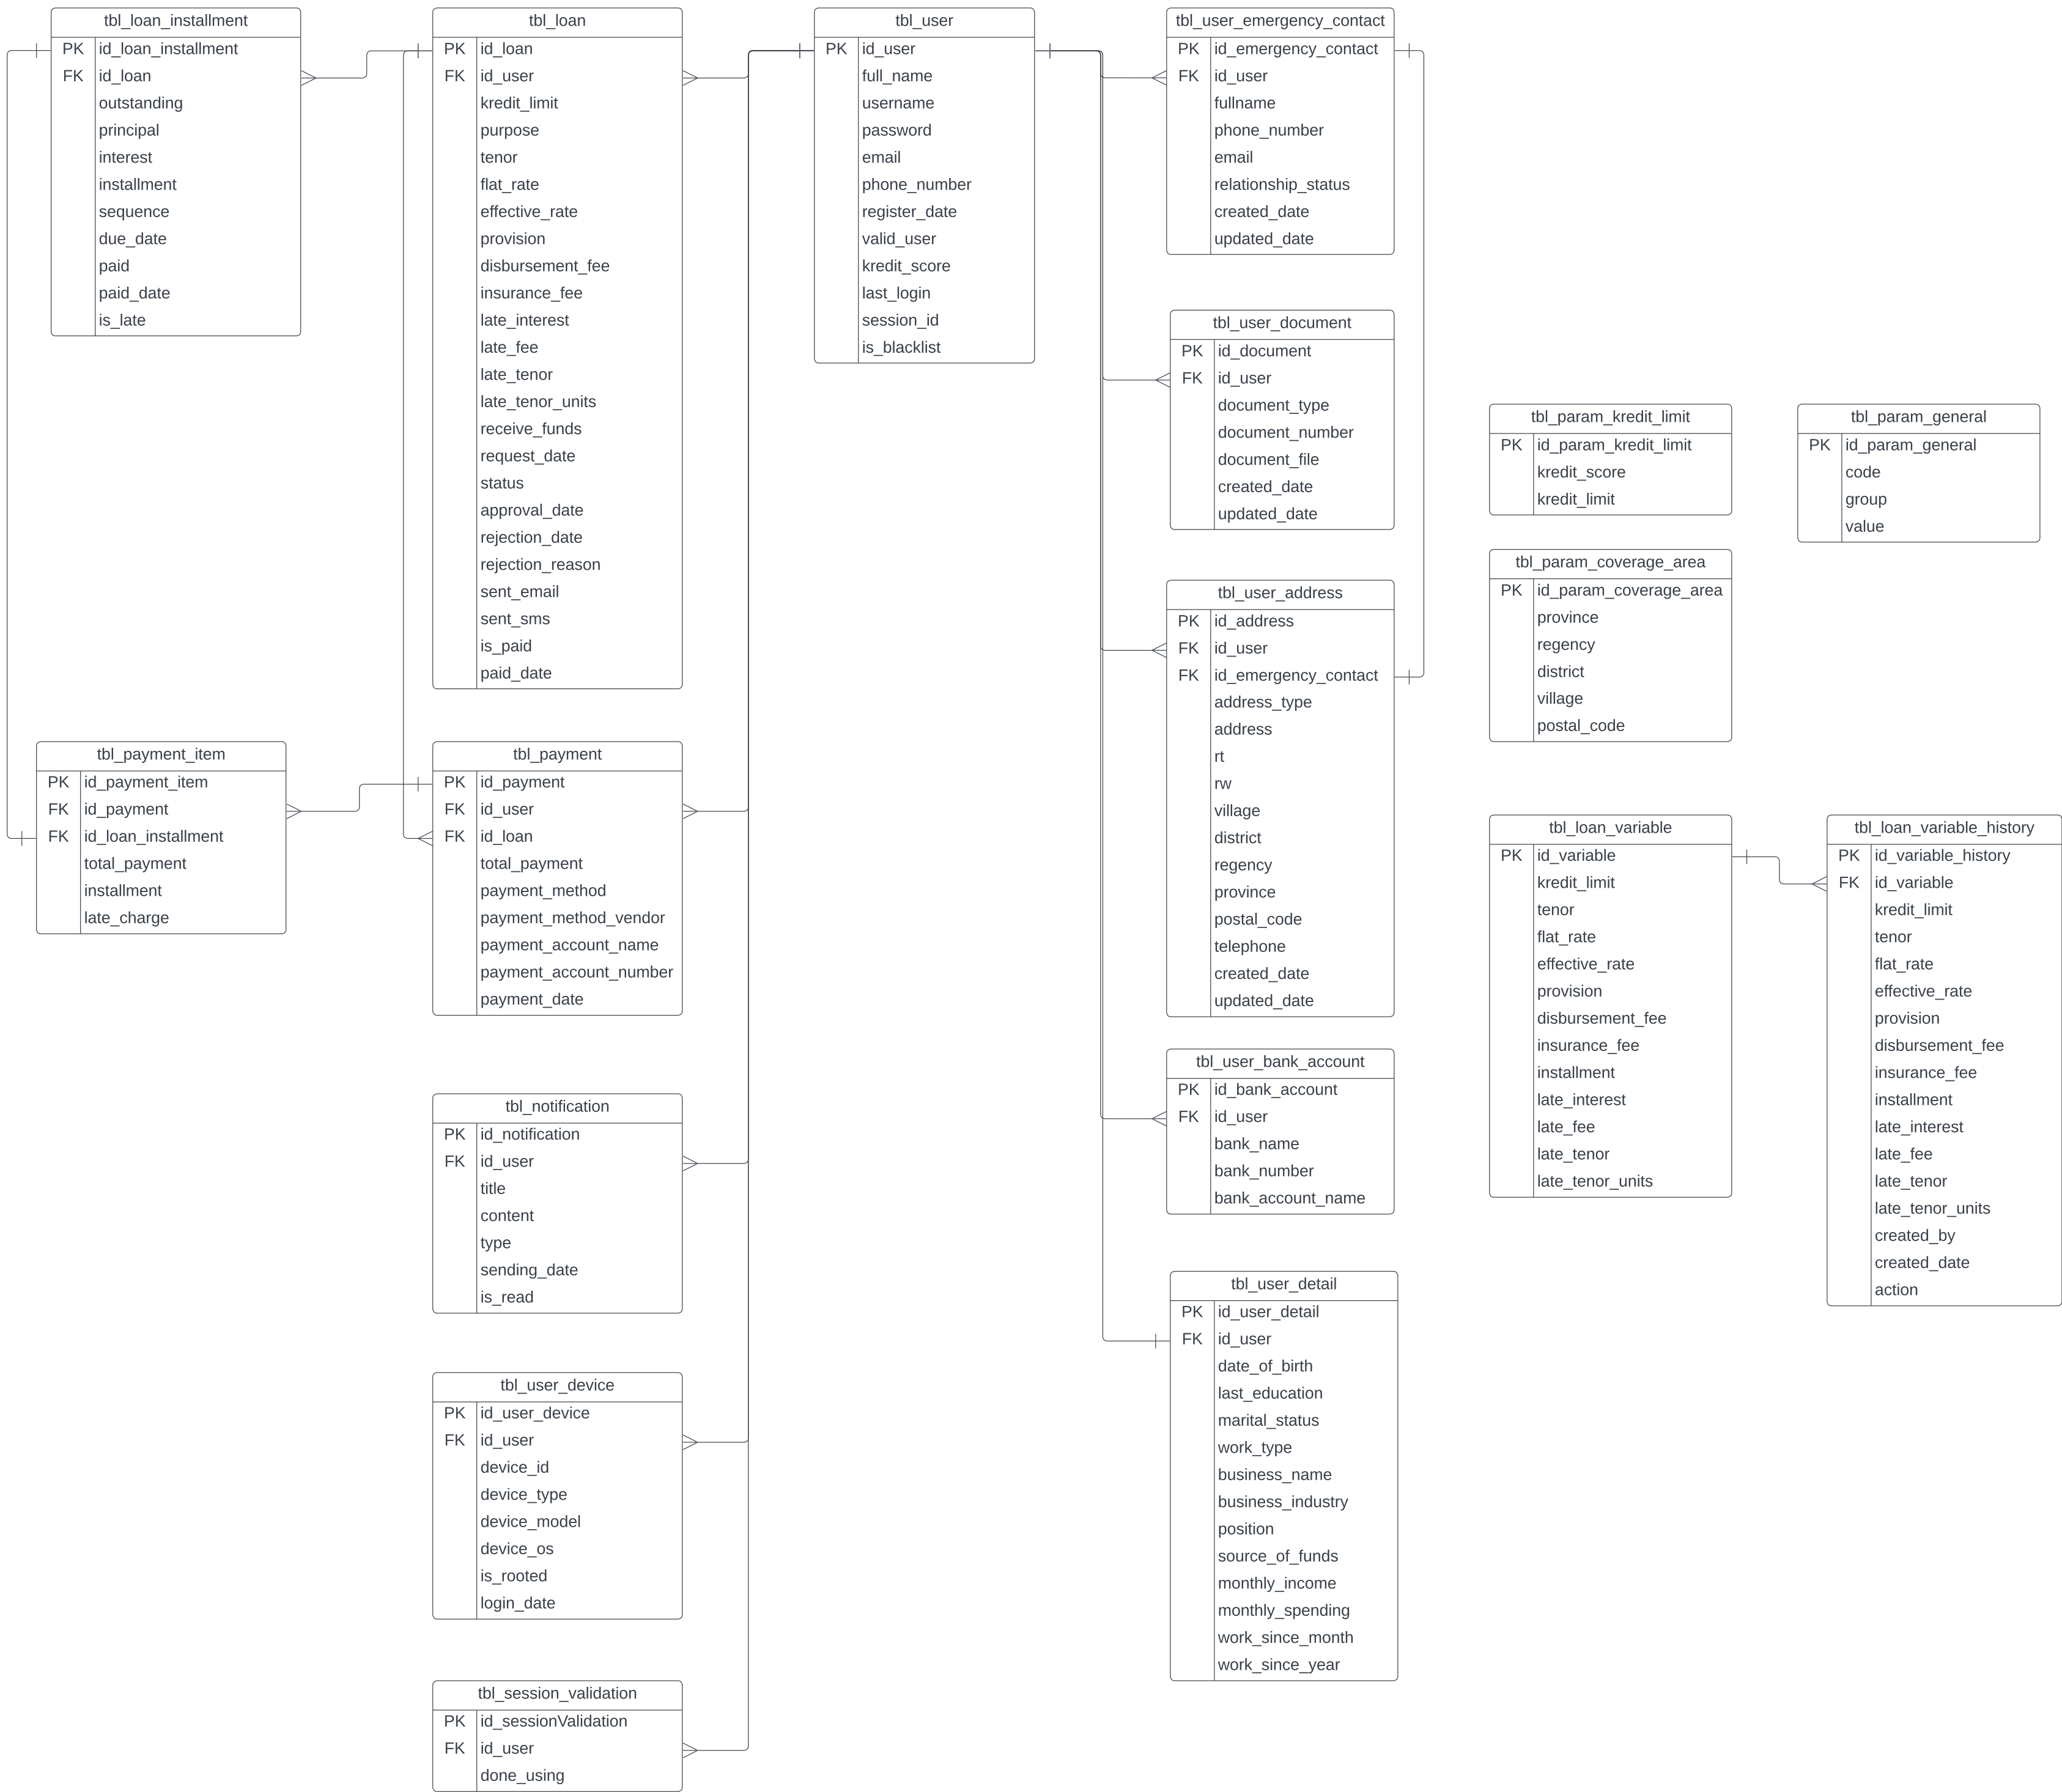 tbl_loan_installment
PK id_loan_installment
FK id_loan
outstanding
principal
interest
installment
sequence
due_date
paid
paid_date
is_late
tbl_loan
PK id_loan
FK id_user
kredit_limit
purpose
tenor
flat_rate
effective_rate
provision
disbursement_fee
insurance_fee
late_interest
late_fee
late_tenor
late_tenor_units
receive_funds
request_date
status
approval_date
rejection_date
rejection_reason
sent_email
sent_sms
is_paid
paid_date
tbl_user
PK id_user
full_name
username
password
email
phone_number
register_date
valid_user
kredit_score
last_login
session_id
is_blacklist
tbl_user_emergency_contact
PK id_emergency_contact
FK id_user
fullname
phone_number
email
relationship_status
created_date
updated_date
tbl_user_document
PK id_document
FK id_user
document_type
document_number
document_file
created_date
updated_date
tbl_param_kredit_limit
PK id_param_kredit_limit
kredit_score
kredit_limit
tbl_param_general
PK id_param_general
code
group
value
tbl_param_coverage_area
PK id_param_coverage_area
province
regency
district
village
postal_code
tbl_user_address
PK id_address
FK id_user
FK id_emergency_contact
address_type
address
rt
rw
village
district
regency
province
postal_code
telephone
created_date
updated_date
tbl_payment_item
PK id_payment_item
FK id_payment
FK id_loan_installment
total_payment
installment
late_charge
tbl_payment
PK id_payment
FK id_user
FK id_loan
total_payment
payment_method
payment_method_vendor
payment_account_name
payment_account_number
payment_date
tbl_loan_variable
PK id_variable
kredit_limit
tenor
flat_rate
effective_rate
provision
disbursement_fee
insurance_fee
installment
late_interest
late_fee
late_tenor
late_tenor_units
tbl_loan_variable_history
PK id_variable_history
FK id_variable
kredit_limit
tenor
flat_rate
effective_rate
provision
disbursement_fee
insurance_fee
installment
late_interest
late_fee
late_tenor
late_tenor_units
created_by
created_date
action
tbl_user_bank_account
PK id_bank_account
FK id_user
bank_name
bank_number
bank_account_name
tbl_notification
PK id_notification
FK id_user
title
content
type
sending_date
is_read
tbl_user_detail
PK id_user_detail
FK id_user
date_of_birth
last_education
marital_status
work_type
business_name
business_industry
position
source_of_funds
monthly_income
monthly_spending
work_since_month
work_since_year
tbl_user_device
PK id_user_device
FK id_user
device_id
device_type
device_model
device_os
is_rooted
login_date
tbl_session_validation
PK id_sessionValidation
FK id_user
done_using